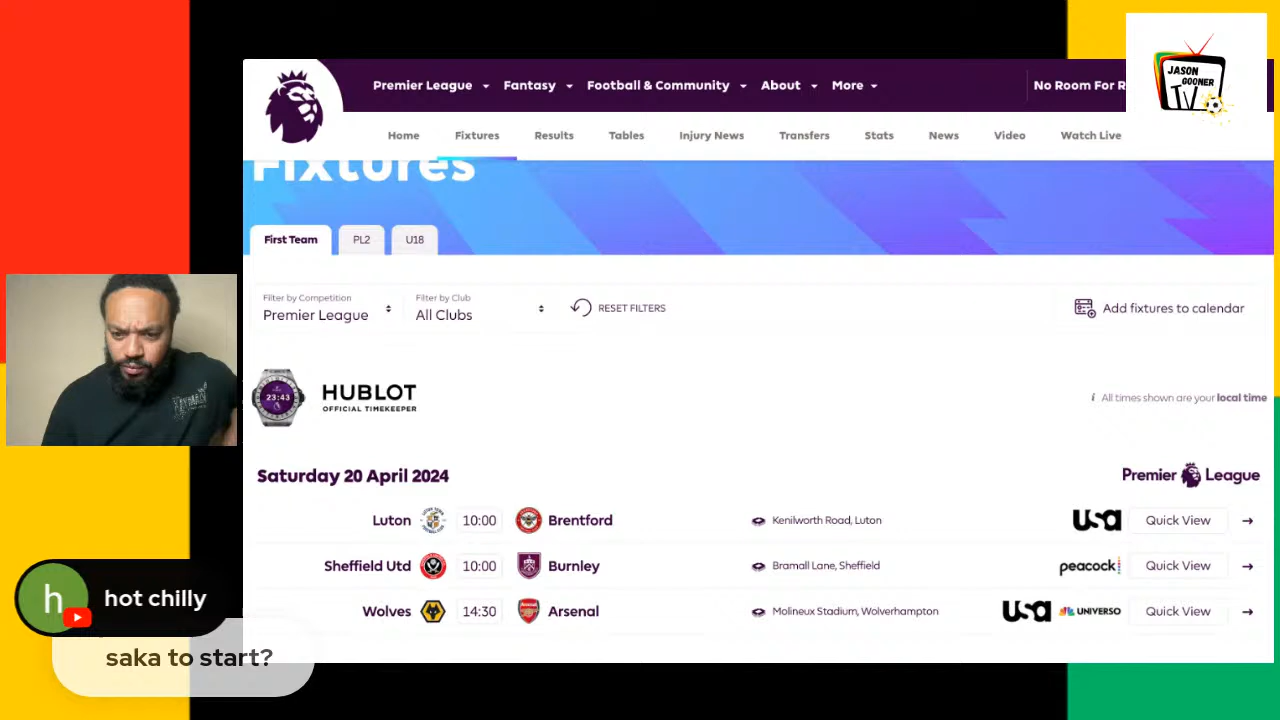 JASON
GOONER
TV
Premier League Fantasy Football & Community About More No Room For R
Home Fixtures Results Tables Injury News Transfers Stats News Video Watch Live
Fixtures
First Team PL2 U18
Filter by Competition Filter by Club
Premier League All Clubs RESET FILTERS Add fixtures to calendar
23:43 HUBLOT
OFFICIAL TIMEKEEPER
i All times shown are your local time
Saturday 20 April 2024 Premier League
Luton 10:00 Brentford Kenilworth Road, Luton usa Quick View →
Sheffield Utd 10:00 Burnley Bramall Lane, Sheffield peacock Quick View →
Wolves 14:30 Arsenal Molineux Stadium, Wolverhampton usa UNIVERSO Quick View →
h hot chilly
saka to start?